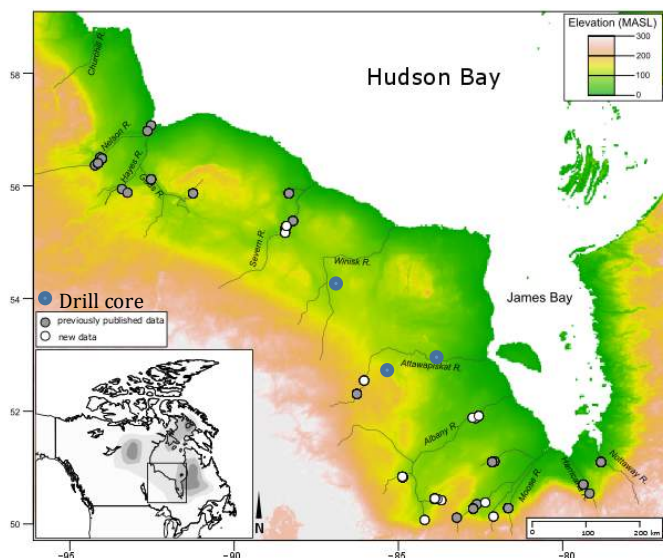 Elevation (MASL)
300
200
100
0
58
Churchill R.
Hudson Bay
Nelson R.
Hayes R.
56
Severn R.
Winisk R.
54
Drill core
previously published data
new data
James Bay
Attawapiskat R.
52
Albany R.
Moose R.
Harricana R.
Nottaway R.
50
N
0 50 100 200 km
-95
-90
-85
-80